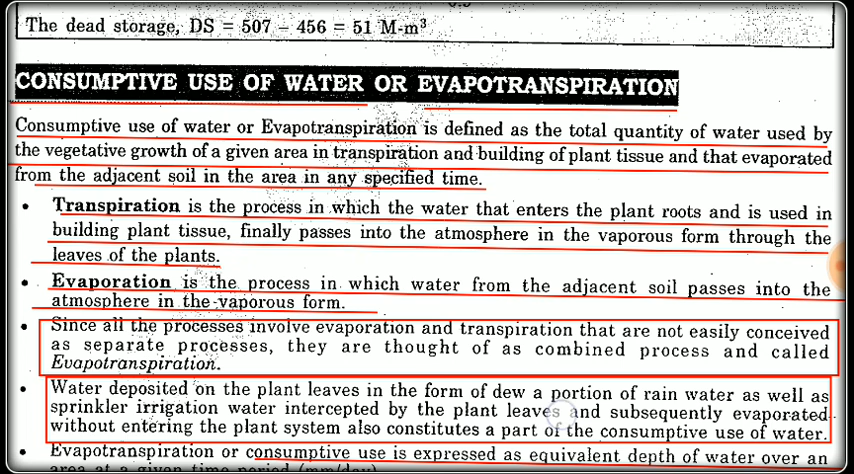 The dead storage, DS = 507 − 456 = 51 M-m³
CONSUMPTIVE USE OF WATER OR EVAPOTRANSPIRATION
Consumptive use of water or Evapotranspiration is defined as the total quantity of water used by
the vegetative growth of a given area in transpiration and building of plant tissue and that evaporated
from the adjacent soil in the area in any specified time.
• Transpiration is the process in which the water that enters the plant roots and is used in
building plant tissue, finally passes into the atmosphere in the vaporous form through the
leaves of the plants.
• Evaporation is the process in which water from the adjacent soil passes into the
atmosphere in the vaporous form.
• Since all the processes involve evaporation and transpiration that are not easily conceived
as separate processes, they are thought of as combined process and called
Evapotranspiration.
• Water deposited on the plant leaves in the form of dew a portion of rain water as well as
sprinkler irrigation water intercepted by the plant leaves and subsequently evaporated
without entering the plant system also constitutes a part of the consumptive use of water.
• Evapotranspiration or consumptive use is expressed as equivalent depth of water over an
area at a given time period (mm/day)